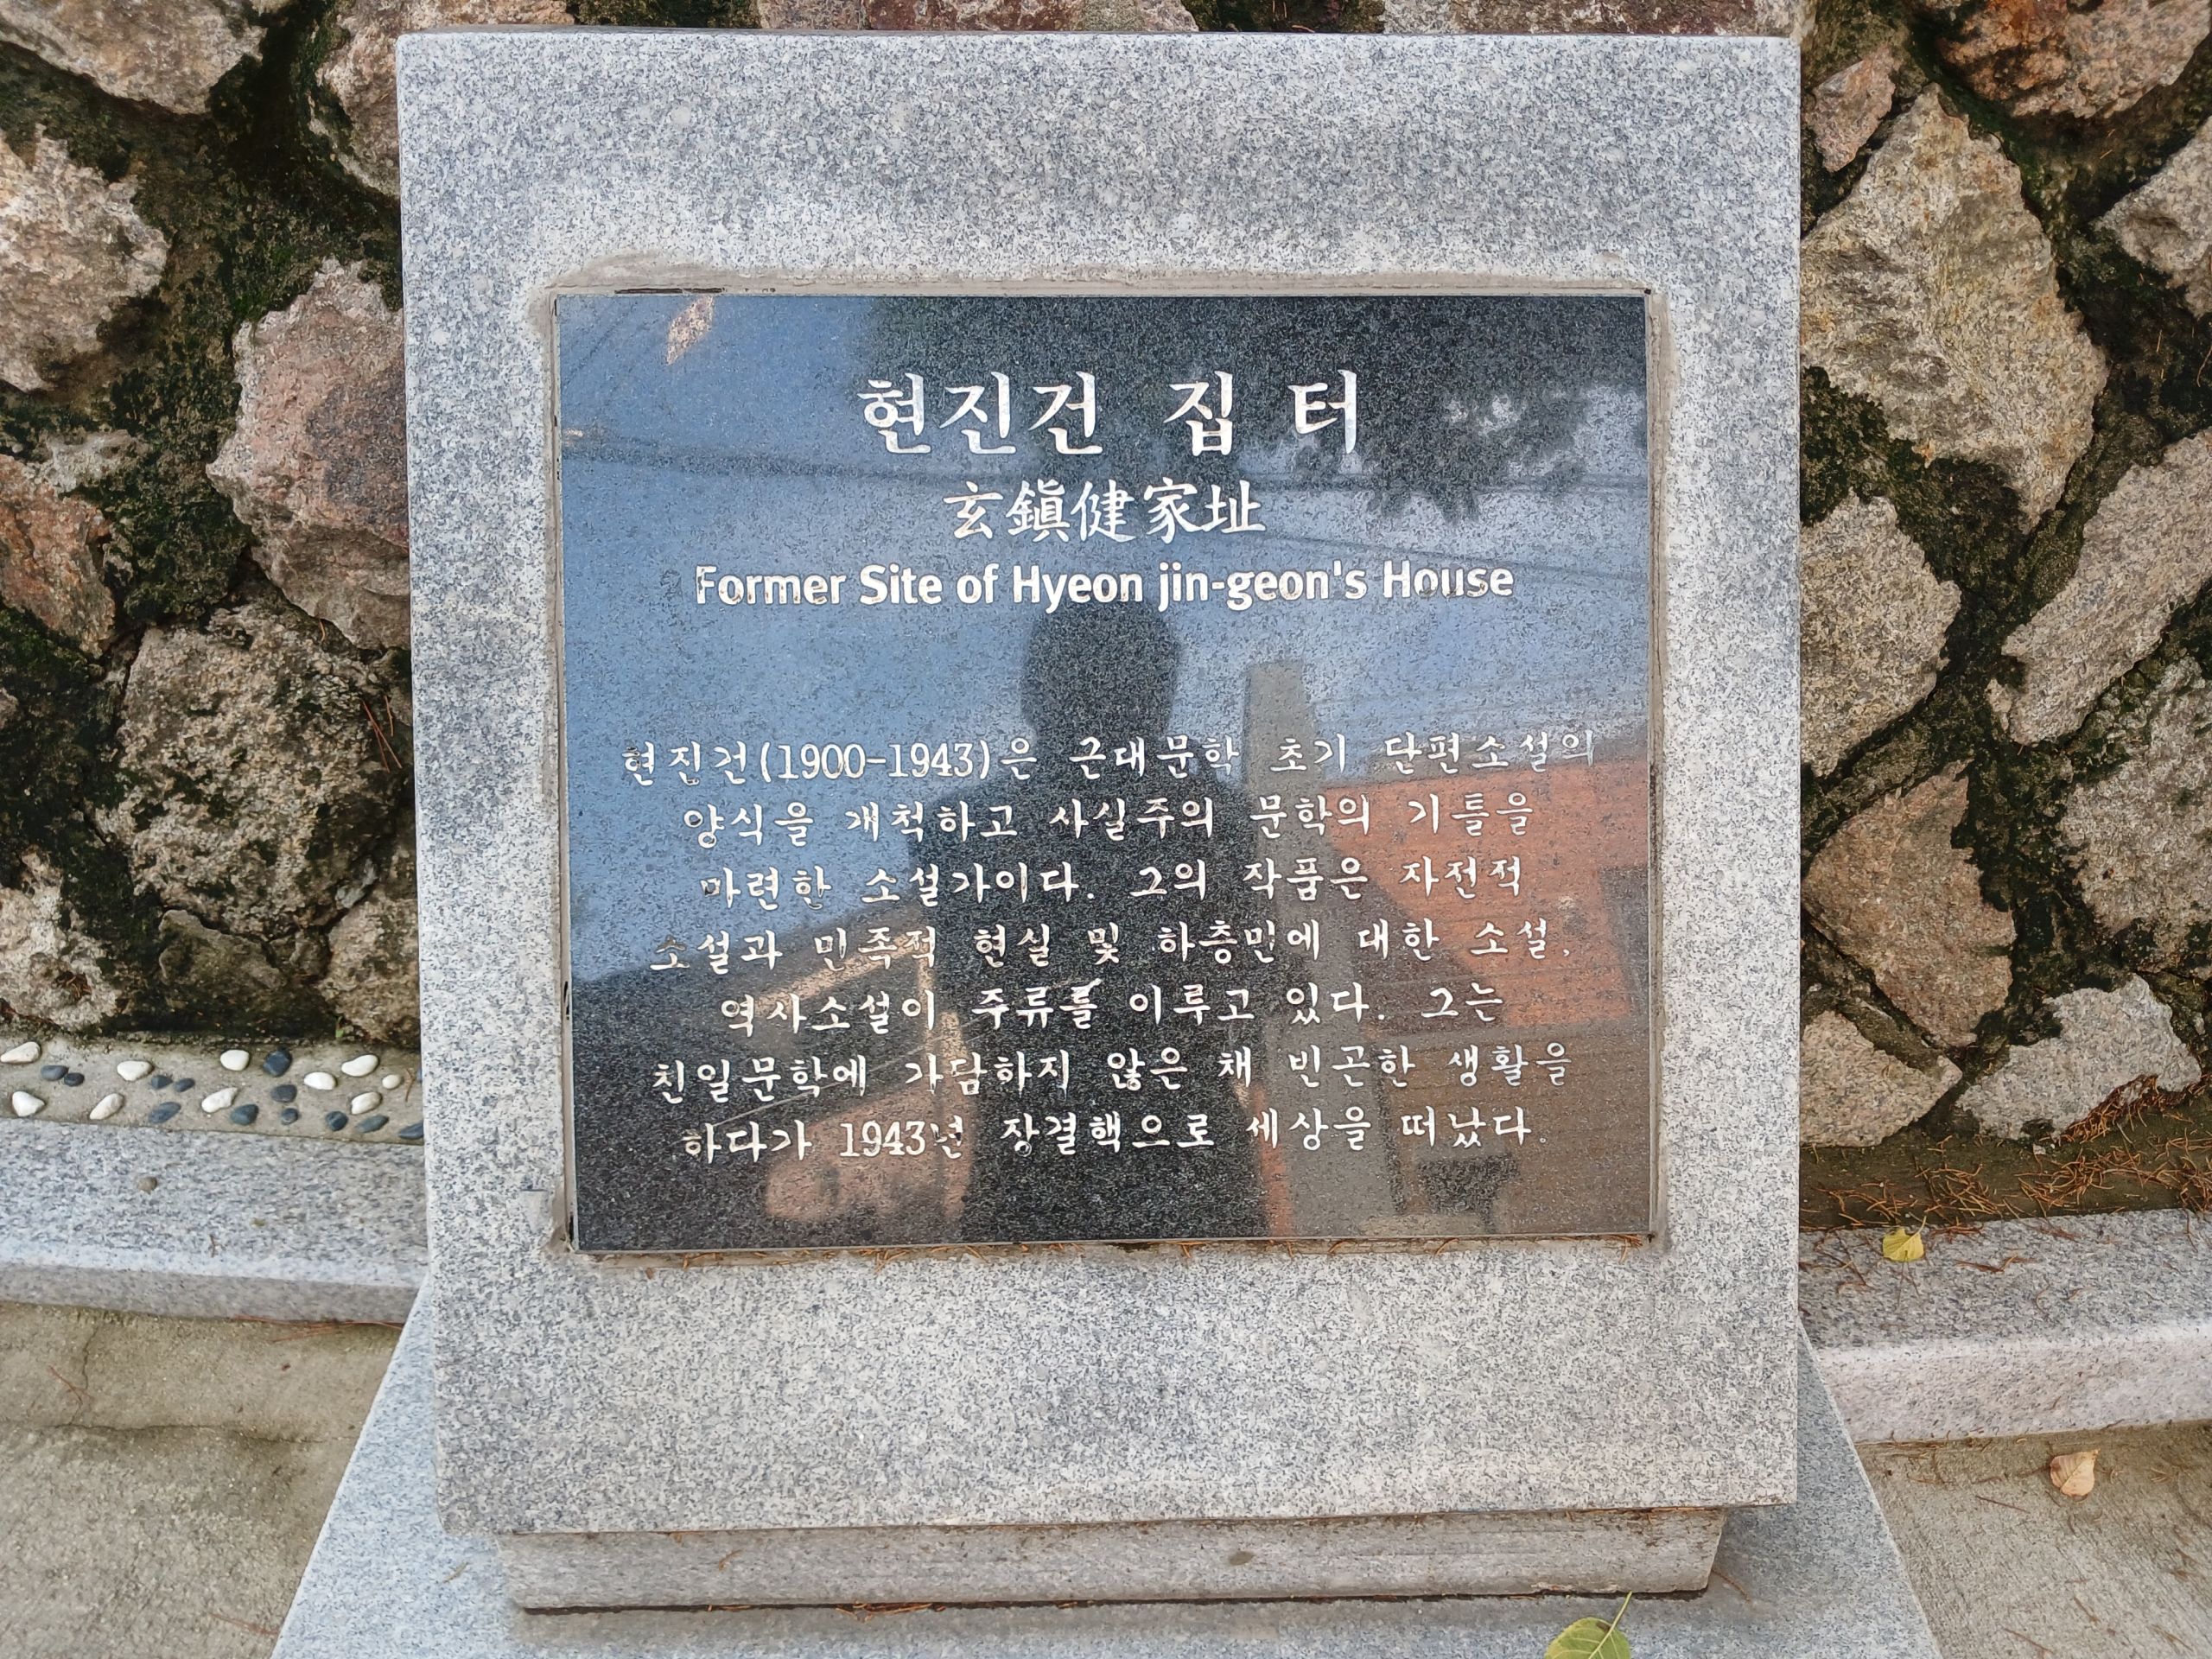 현진건 집 터
玄鎭健家址
Former Site of Hyeon jin-geon's House
현진건(1900-1943)은 근대문학 초기 단편소설의
양식을 개척하고 사실주의 문학의 기틀을
마련한 소설가이다. 그의 작품은 자전적
소설과 민족적 현실 및 하층민에 대한 소설,
역사소설이 주류를 이루고 있다. 그는
친일문학에 가담하지 않은 채 빈곤한 생활을
하다가 1943년 장결핵으로 세상을 떠났다.